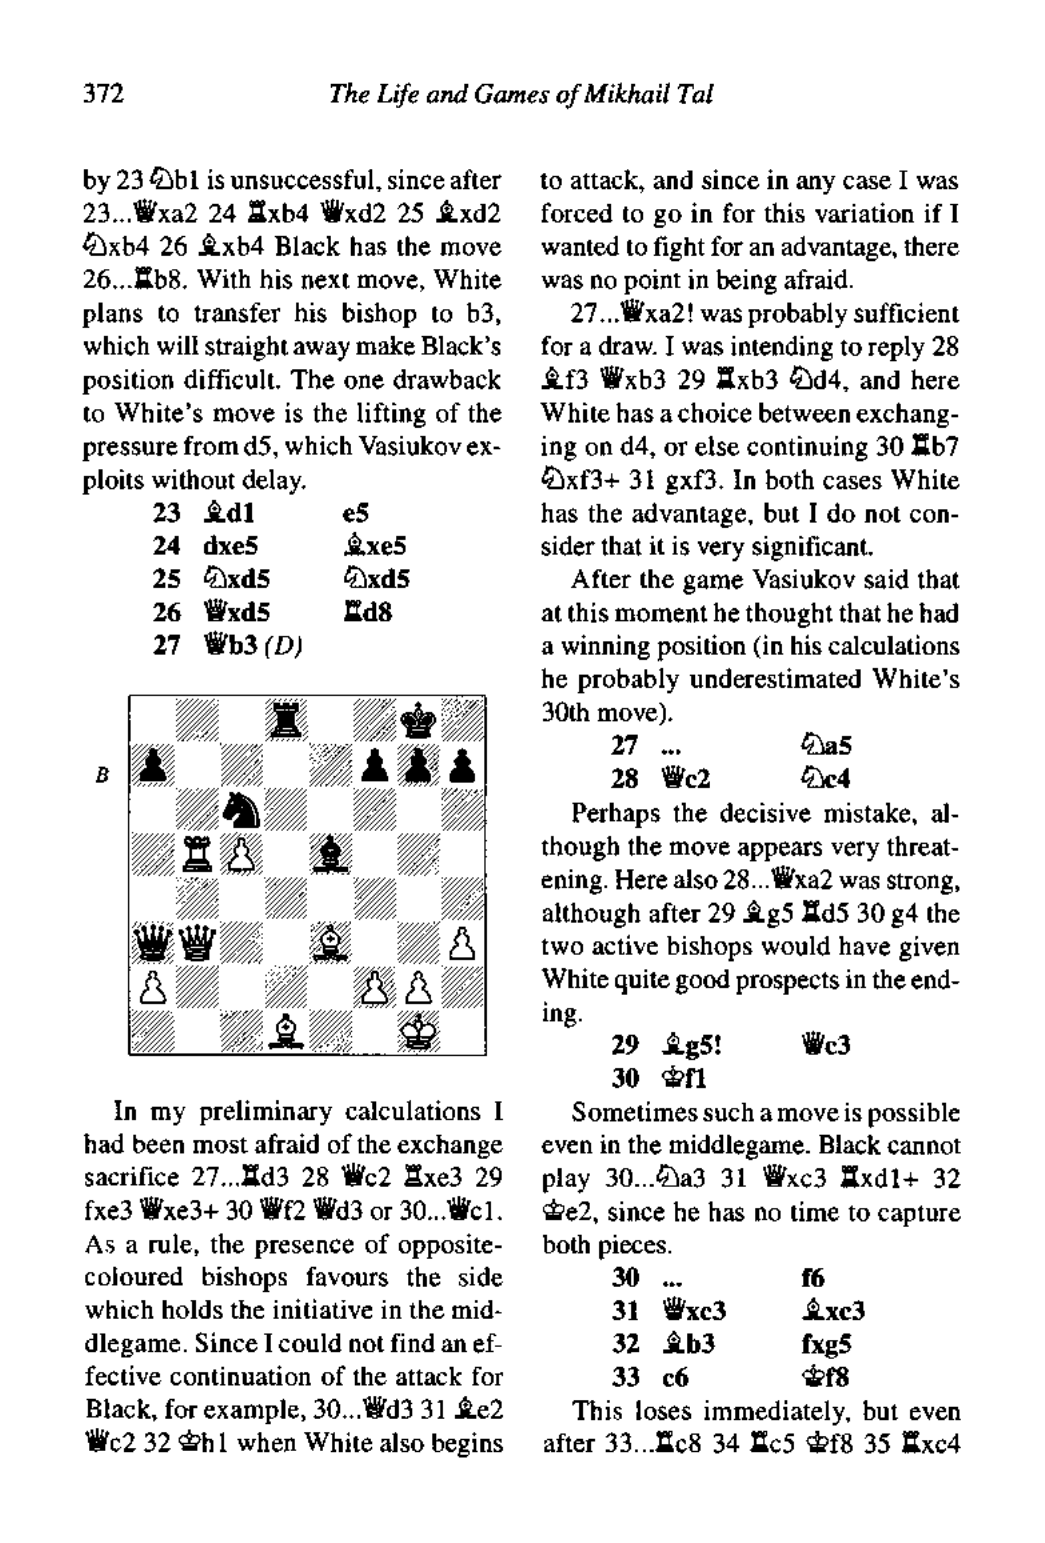 372
The Life and Games of Mikhail Tal
by 23 ♘b1 is unsuccessful, since after
23...♛xa2 24 ♖xb4 ♛xd2 25 ♗xd2
♘xb4 26 ♗xb4 Black has the move
26...♖b8. With his next move, White
plans to transfer his bishop to b3,
which will straight away make Black's
position difficult. The one drawback
to White's move is the lifting of the
pressure from d5, which Vasiukov ex-
ploits without delay.
23 ♗d1 e5
24 dxe5 ♗xe5
25 ♘xd5 ♘xd5
26 ♛xd5 ♖d8
27 ♛b3 (D)
B
In my preliminary calculations I
had been most afraid of the exchange
sacrifice 27...♖d3 28 ♛c2 ♖xe3 29
fxe3 ♛xe3+ 30 ♛f2 ♛d3 or 30...♛c1.
As a rule, the presence of opposite-
coloured bishops favours the side
which holds the initiative in the mid-
dlegame. Since I could not find an ef-
fective continuation of the attack for
Black, for example, 30...♛d3 31 ♗e2
♛c2 32 ♔h1 when White also begins
to attack, and since in any case I was
forced to go in for this variation if I
wanted to fight for an advantage, there
was no point in being afraid.
27...♛xa2! was probably sufficient
for a draw. I was intending to reply 28
♗f3 ♛xb3 29 ♖xb3 ♘d4, and here
White has a choice between exchang-
ing on d4, or else continuing 30 ♖b7
♘xf3+ 31 gxf3. In both cases White
has the advantage, but I do not con-
sider that it is very significant.
After the game Vasiukov said that
at this moment he thought that he had
a winning position (in his calculations
he probably underestimated White's
30th move).
27 ... ♘a5
28 ♛c2 ♘c4
Perhaps the decisive mistake, al-
though the move appears very threat-
ening. Here also 28...♛xa2 was strong,
although after 29 ♗g5 ♖d5 30 g4 the
two active bishops would have given
White quite good prospects in the end-
ing.
29 ♗g5! ♛c3
30 ♔f1
Sometimes such a move is possible
even in the middlegame. Black cannot
play 30...♘a3 31 ♛xc3 ♖xd1+ 32
♔e2, since he has no time to capture
both pieces.
30 ... f6
31 ♛xc3 ♗xc3
32 ♗b3 fxg5
33 c6 ♔f8
This loses immediately, but even
after 33...♖c8 34 ♖c5 ♔f8 35 ♖xc4